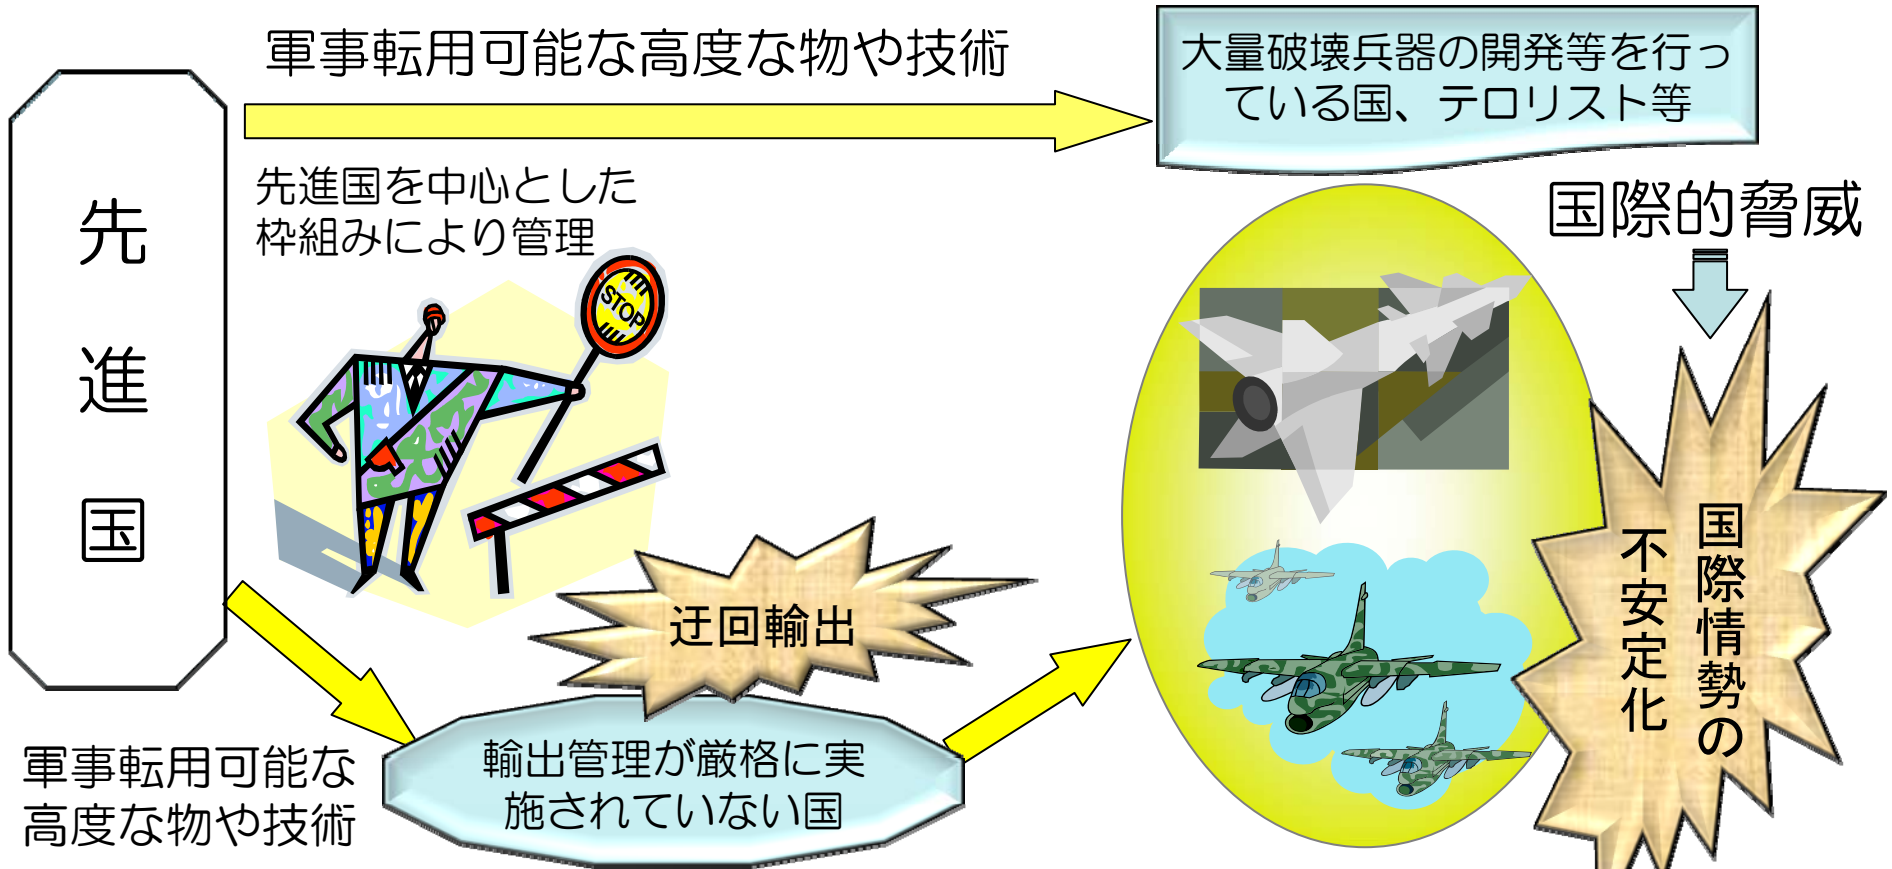 軍事転用可能な高度な物や技術
大量破壊兵器の開発等を行っ
ている国、テロリスト等
先進国
先進国を中心とした
枠組みにより管理
STOP
国際的脅威
国際情勢の
不安定化
迂回輸出
軍事転用可能な
高度な物や技術
輸出管理が厳格に実
施されていない国